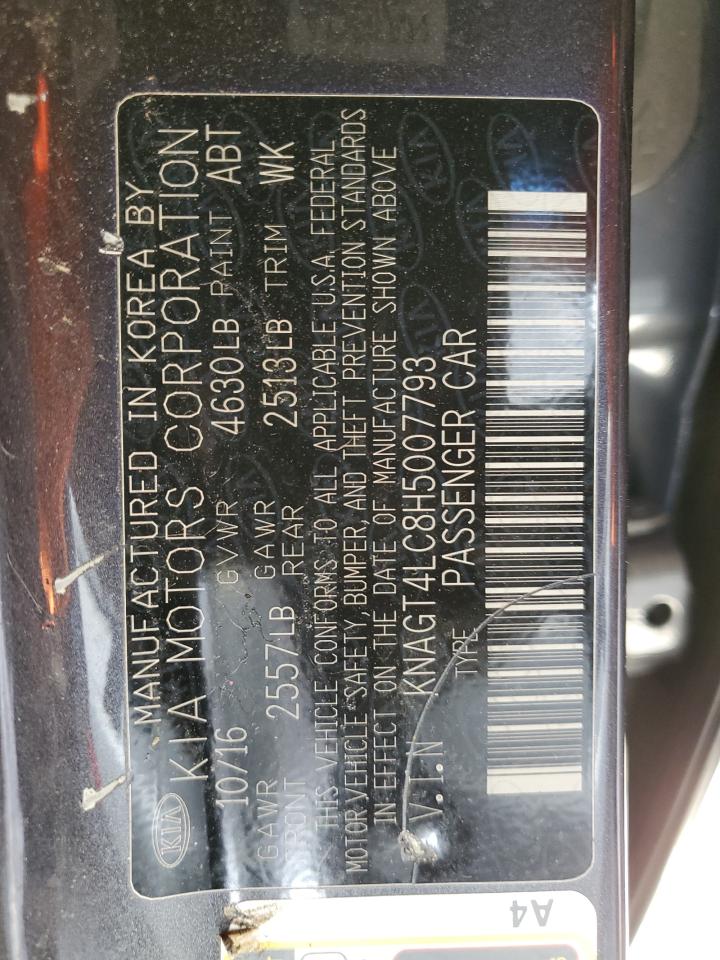 KIA MANUFACTURED IN KOREA BY
KIA MOTORS CORPORATION
10/16 GVWR 4630LB PAINT ABT
GAWR FRONT 2557LB GAWR REAR 2513LB TRIM WK
THIS VEHICLE CONFORMS TO ALL APPLICABLE U.S.A. FEDERAL
MOTOR VEHICLE SAFETY, BUMPER, AND THEFT PREVENTION STANDARDS
IN EFFECT ON THE DATE OF MANUFACTURE SHOWN ABOVE
V.I.N KNAGT4LC8H5007793
TYPE PASSENGER CAR
A4